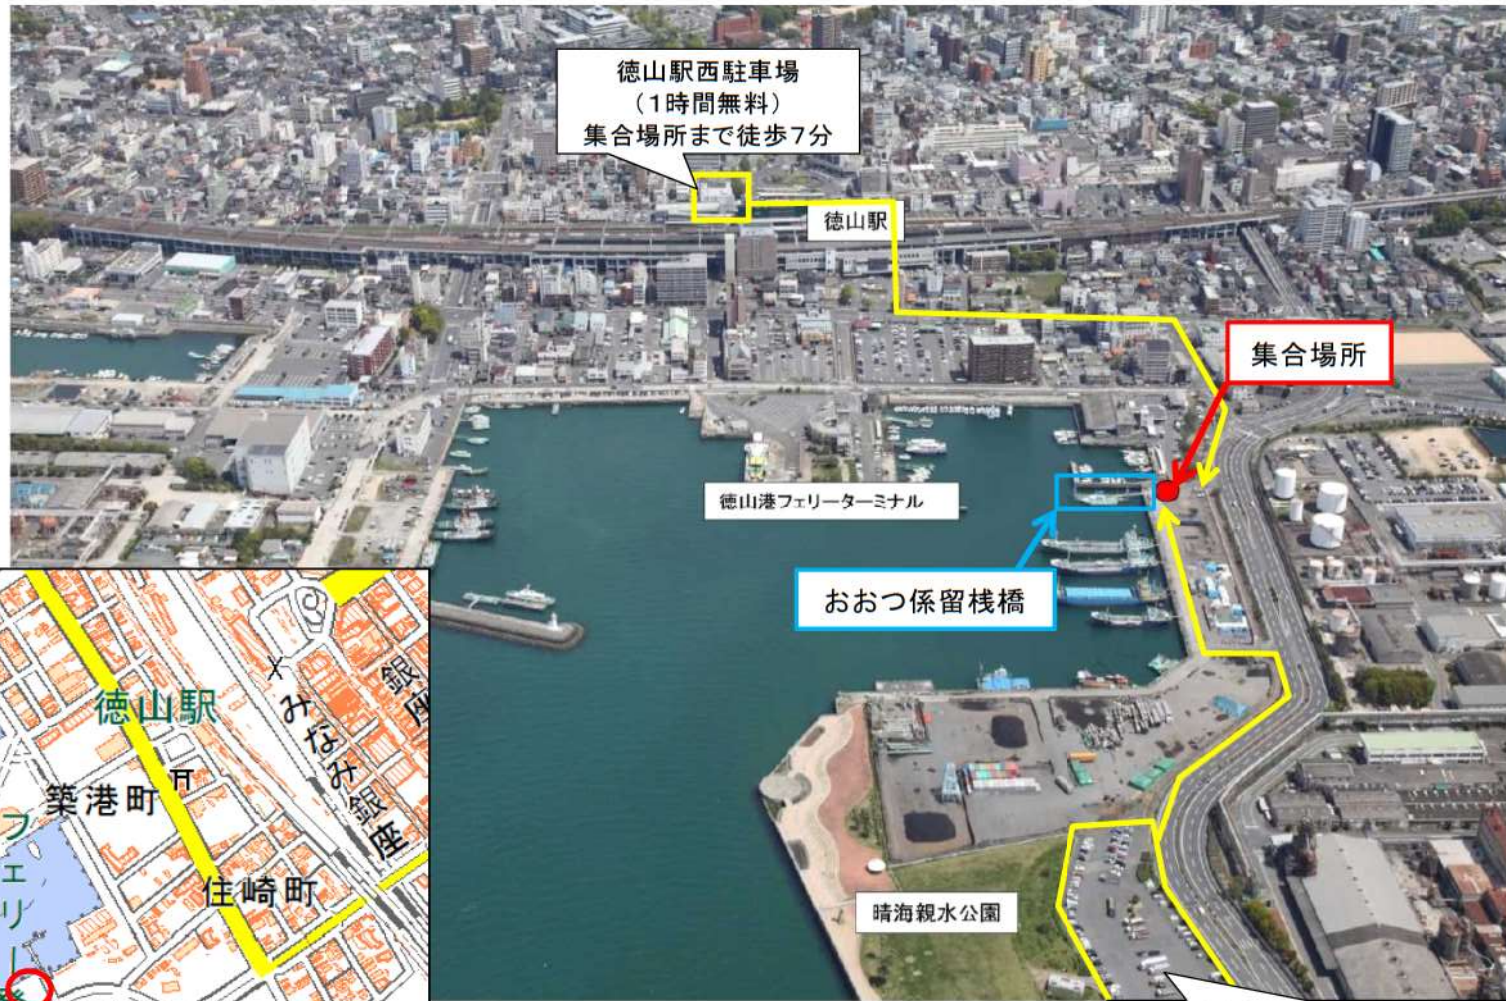 徳山駅西駐車場
（1時間無料）
集合場所まで徒歩7分
徳山駅
集合場所
徳山港フェリーターミナル
おおつ係留桟橋
晴海親水公園
徳山駅
銀座
みなみ銀座
築港町
住崎町
フェリー